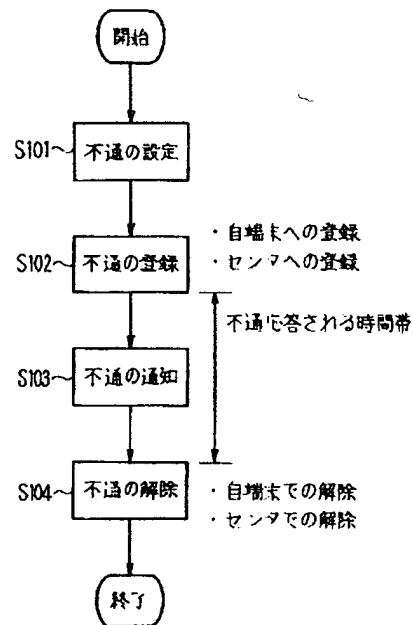 開始
S101~ 不通の設定
S102~ 不通の登録
・自端末への登録
・センタへの登録
不通応答される時間帯
S103~ 不通の通知
S104~ 不通の解除
・自端末での解除
・センタでの解除
終了